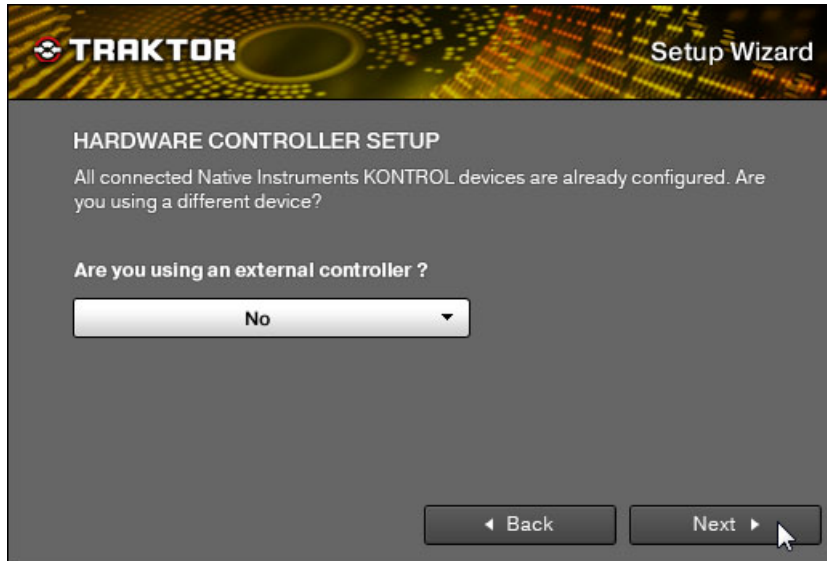 TRAKTOR
Setup Wizard
HARDWARE CONTROLLER SETUP
All connected Native Instruments KONTROL devices are already configured. Are
you using a different device?
Are you using an external controller ?
No
Back
Next